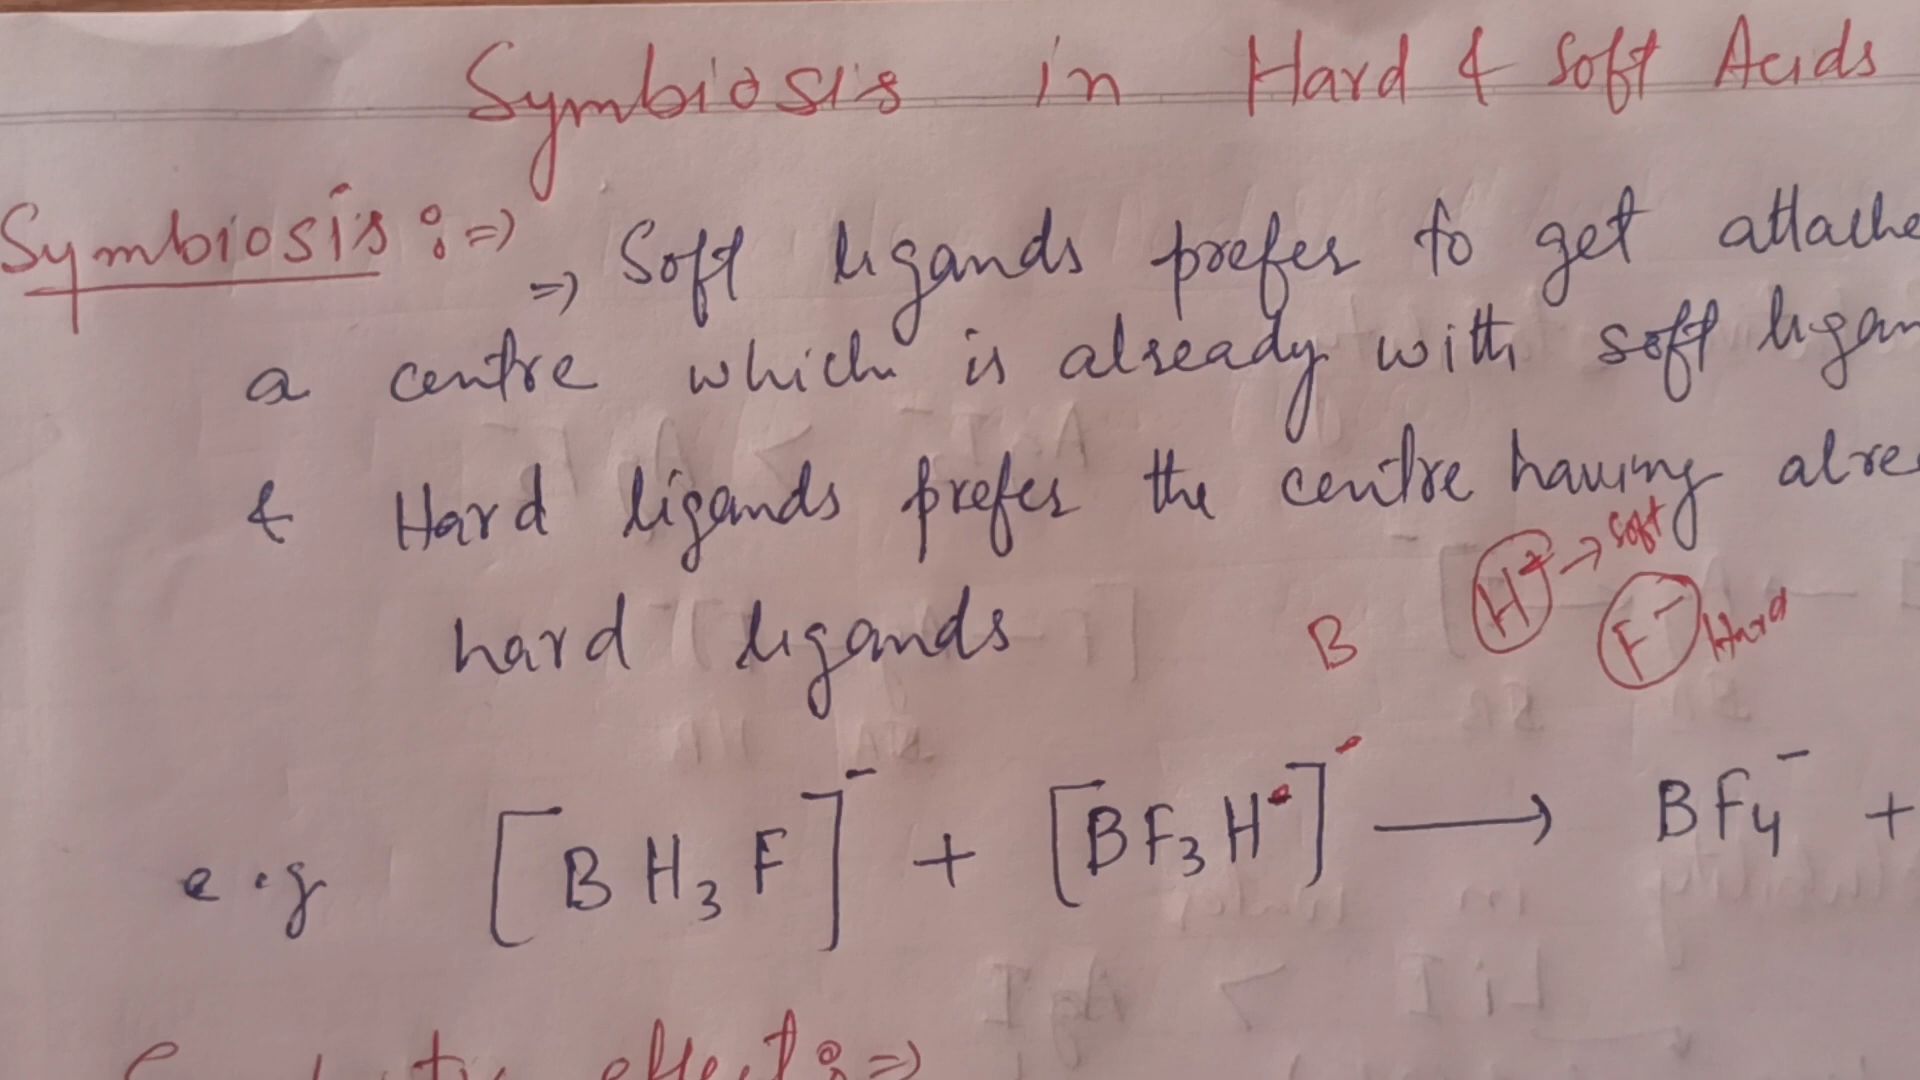 Symbiosis in Hard & Soft Acids
Symbiosis :⇒
⇒ Soft ligands prefer to get attache
a centre which is already with soft ligan
& Hard ligands prefer the centre having alre
hard ligands
B H⁺ → soft
F⁻ Hard
e.g [BH₃F]⁻ + [BF₃H]⁻ ⟶ BF₄⁻ +
effect :⇒